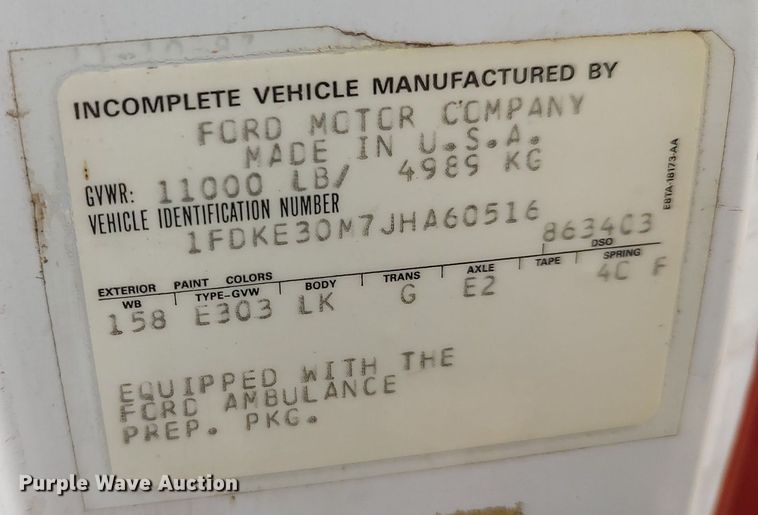 INCOMPLETE VEHICLE MANUFACTURED BY
FORD MOTOR COMPANY
MADE IN U.S.A.
GVWR: 11000 LB/ 4989 KG
VEHICLE IDENTIFICATION NUMBER
1FDKE30M7JHA60516
8634C3
E8TA-18173-AA
EXTERIOR PAINT COLORS DSO
WB TYPE-GVW BODY TRANS AXLE TAPE SPRING
158 E303 LK G E2 4C F
EQUIPPED WITH THE
FORD AMBULANCE
PREP. PKG.
Purple Wave Auction